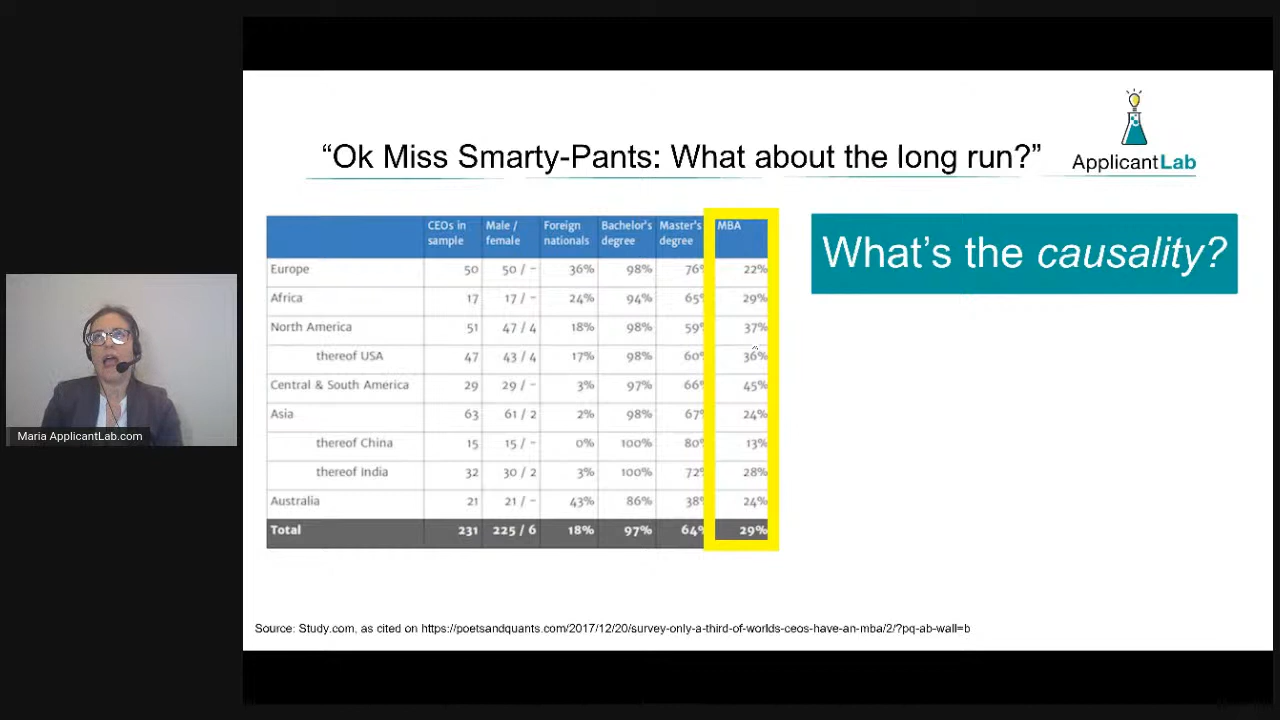 “Ok Miss Smarty-Pants: What about the long run?”
ApplicantLab
CEOs in sample Male / female Foreign nationals Bachelor's degree Master's degree MBA
Europe 50 50 / – 36% 98% 76% 22%
Africa 17 17 / – 24% 94% 65% 29%
North America 51 47 / 4 18% 98% 59% 37%
thereof USA 47 43 / 4 17% 98% 60% 36%
Central & South America 29 29 / – 3% 97% 66% 45%
Asia 63 61 / 2 2% 98% 67% 24%
thereof China 15 15 / – 0% 100% 80% 13%
thereof India 32 30 / 2 3% 100% 72% 28%
Australia 21 21 / – 43% 86% 38% 24%
Total 231 225 / 6 18% 97% 64% 29%
What’s the causality?
Maria ApplicantLab.com
Source: Study.com, as cited on https://poetsandquants.com/2017/12/20/survey-only-a-third-of-worlds-ceos-have-an-mba/2/?pq-ab-wall=b